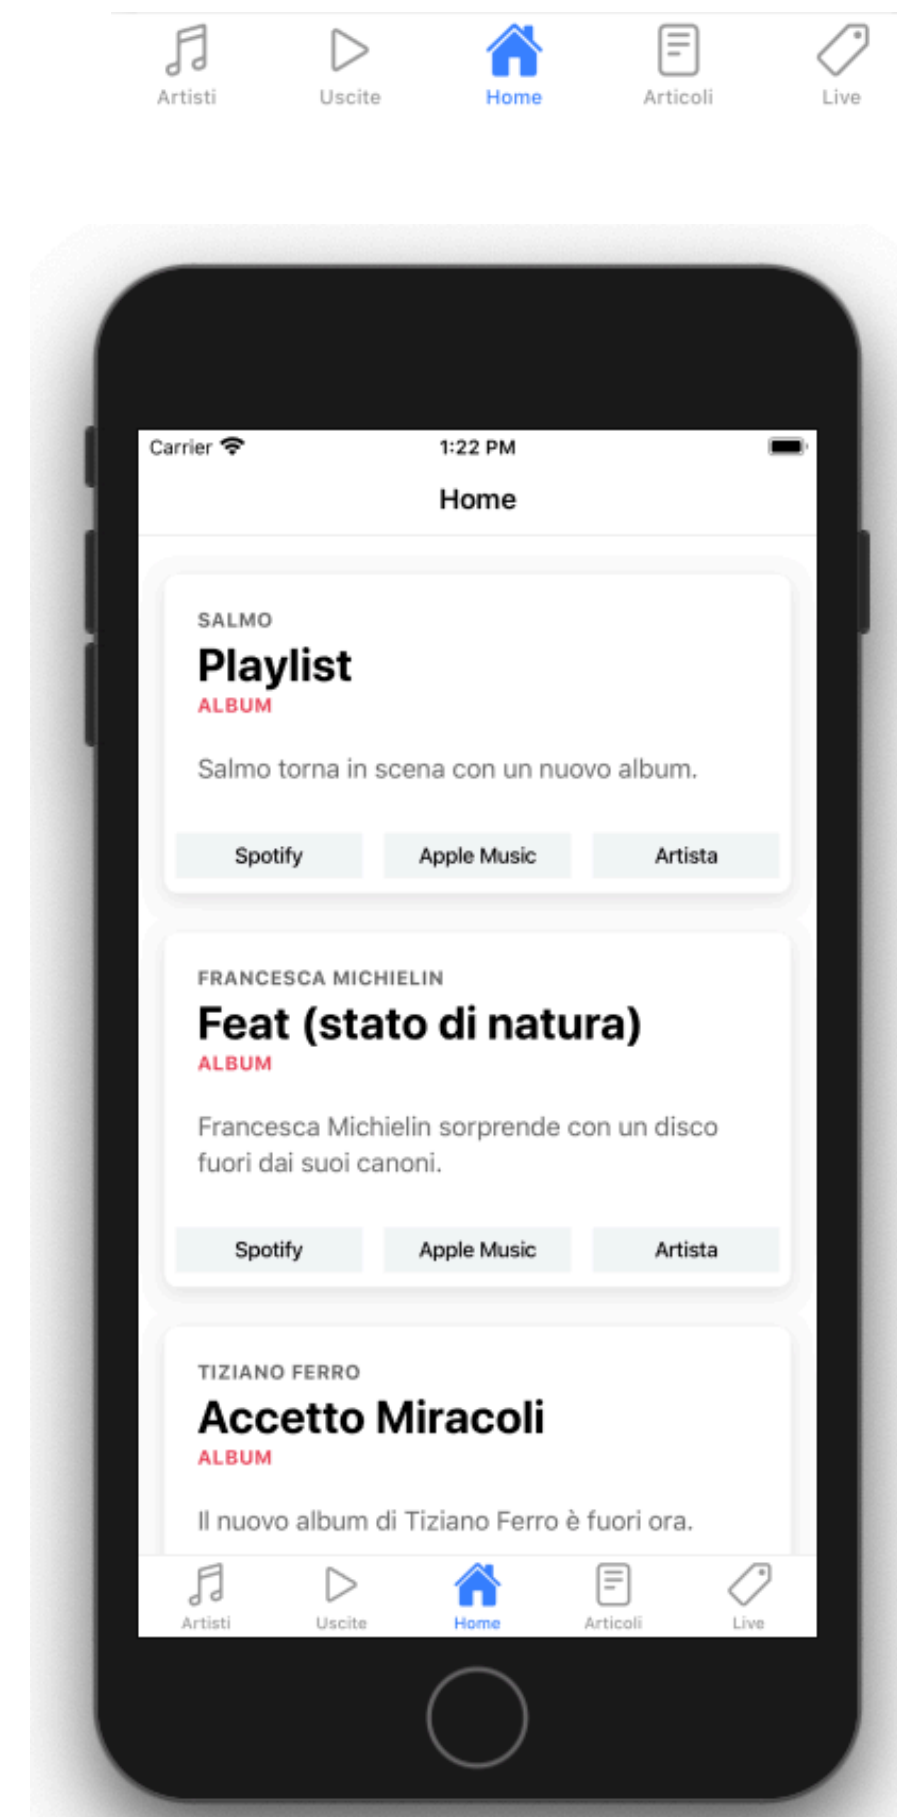 Artisti Uscite Home Articoli Live
Carrier 1:22 PM
Home
SALMO
Playlist
ALBUM
Salmo torna in scena con un nuovo album.
Spotify Apple Music Artista
FRANCESCA MICHIELIN
Feat (stato di natura)
ALBUM
Francesca Michielin sorprende con un disco
fuori dai suoi canoni.
Spotify Apple Music Artista
TIZIANO FERRO
Accetto Miracoli
ALBUM
Il nuovo album di Tiziano Ferro è fuori ora.
Artisti Uscite Home Articoli Live